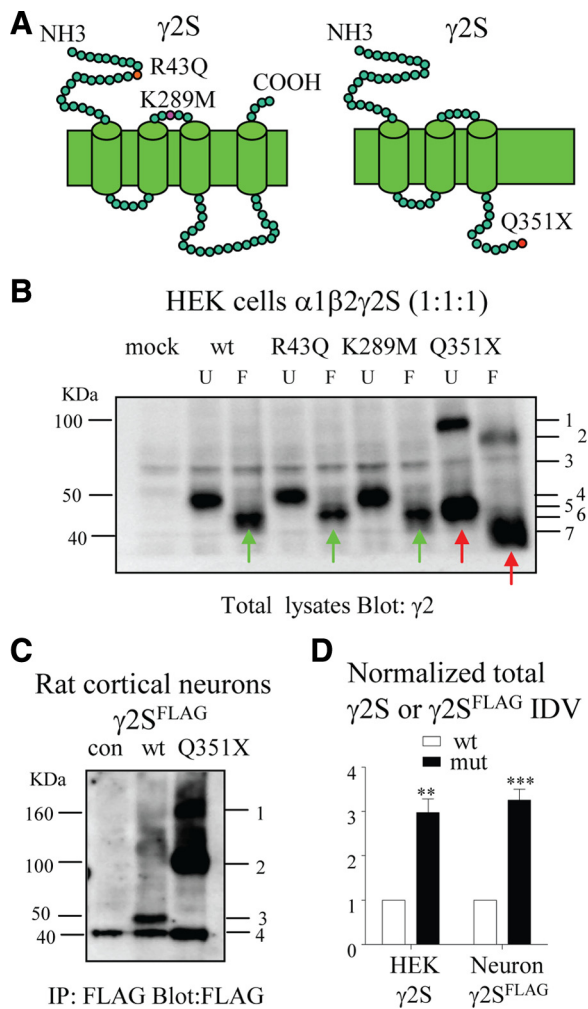 A
γ2S
NH3
R43Q
K289M
COOH
γ2S
NH3
Q351X
B
HEK cells α1β2γ2S (1:1:1)
mock wt R43Q K289M Q351X
U F U F U F U F
KDa
100
50
40
1
2
3
4
5
6
7
Total lysates Blot: γ2
C
Rat cortical neurons
γ2S^FLAG
con wt Q351X
KDa
160
100
50
40
1
2
3
4
IP: FLAG Blot:FLAG
D
Normalized total
γ2S or γ2S^FLAG IDV
wt
mut
4
3
2
1
0
**
***
HEK
γ2S
Neuron
γ2S^FLAG